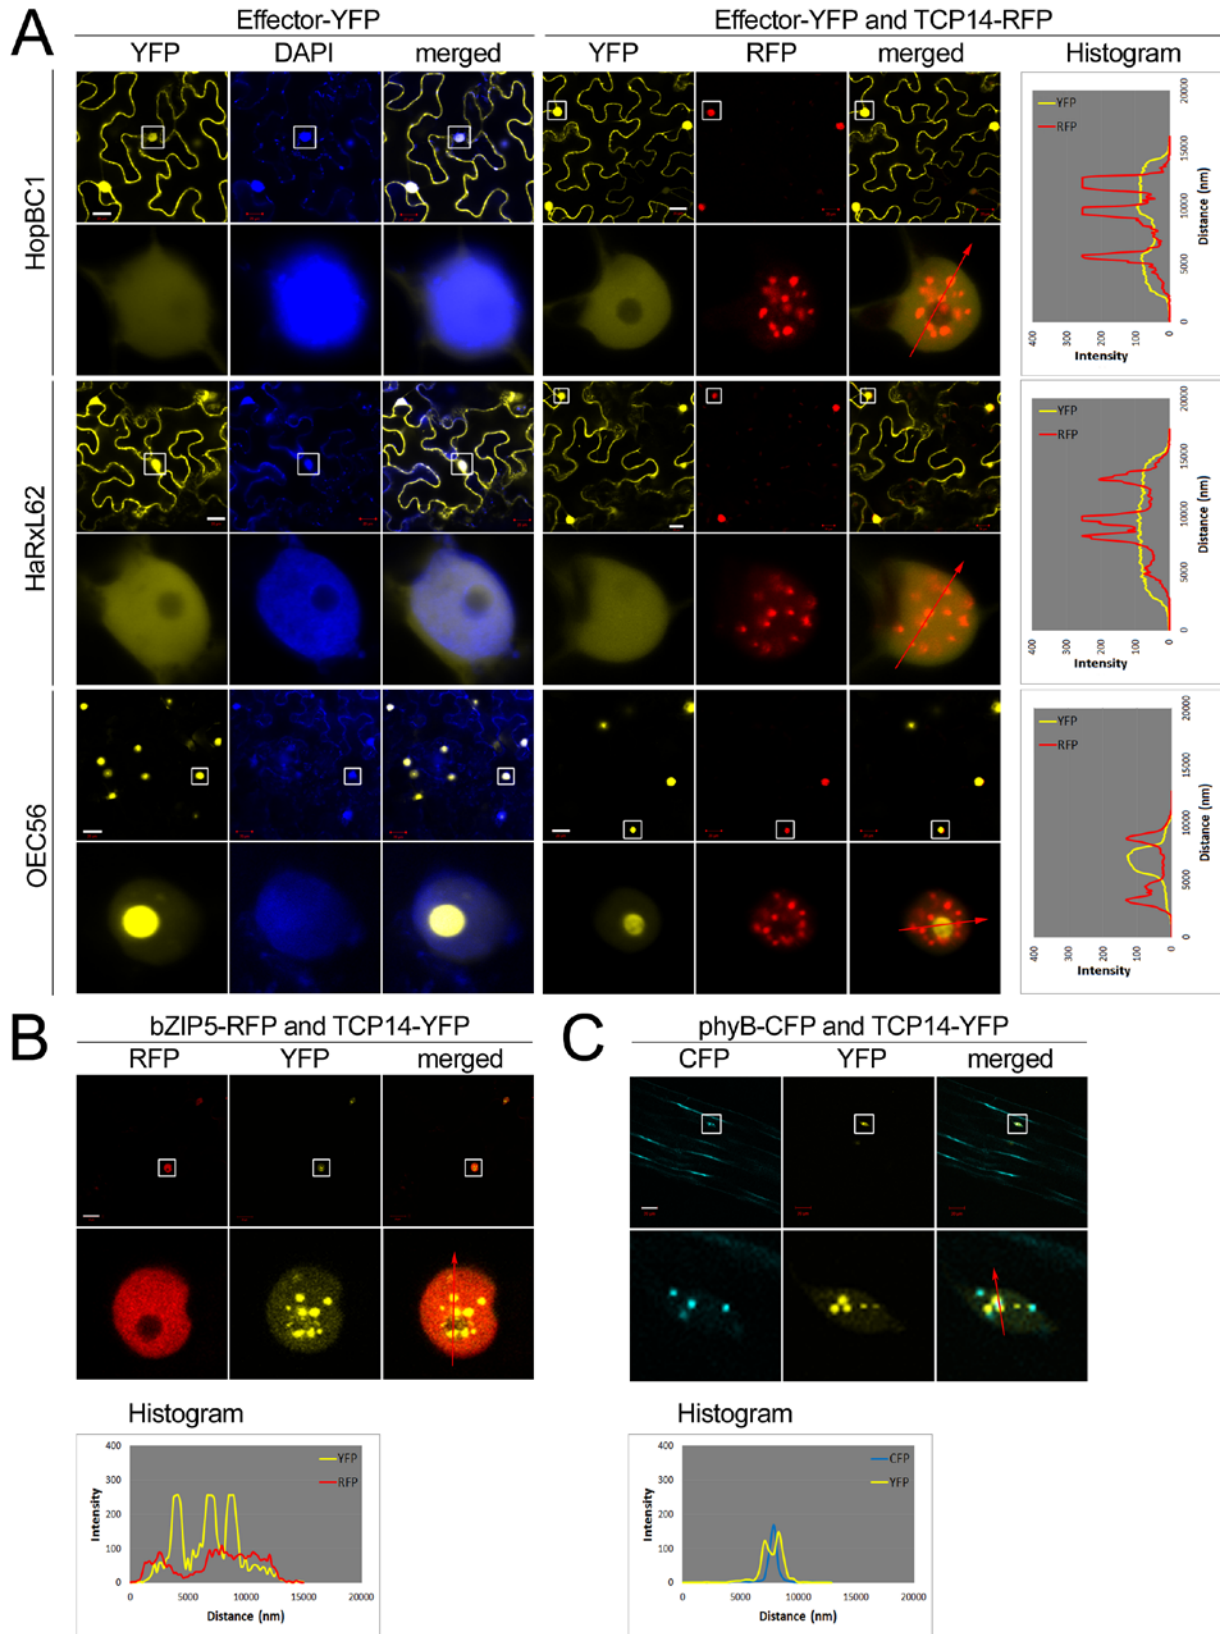 A
Effector-YFP
Effector-YFP and TCP14-RFP
YFP DAPI merged YFP RFP merged Histogram
HopBC1
YFP
RFP
400 300 200 100 0
Intensity
0 5000 10000 15000 20000
Distance (nm)
HaRxL62
YFP
RFP
400 300 200 100 0
Intensity
0 5000 10000 15000 20000
Distance (nm)
OEC56
YFP
RFP
400 300 200 100 0
Intensity
0 5000 10000 15000 20000
Distance (nm)
B
bZIP5-RFP and TCP14-YFP
RFP YFP merged
Histogram
400
300
200
100
0
Intensity
YFP
RFP
0 5000 10000 15000 20000
Distance (nm)
C
phyB-CFP and TCP14-YFP
CFP YFP merged
Histogram
400
300
200
100
0
Intensity
CFP
YFP
0 5000 10000 15000 20000
Distance (nm)